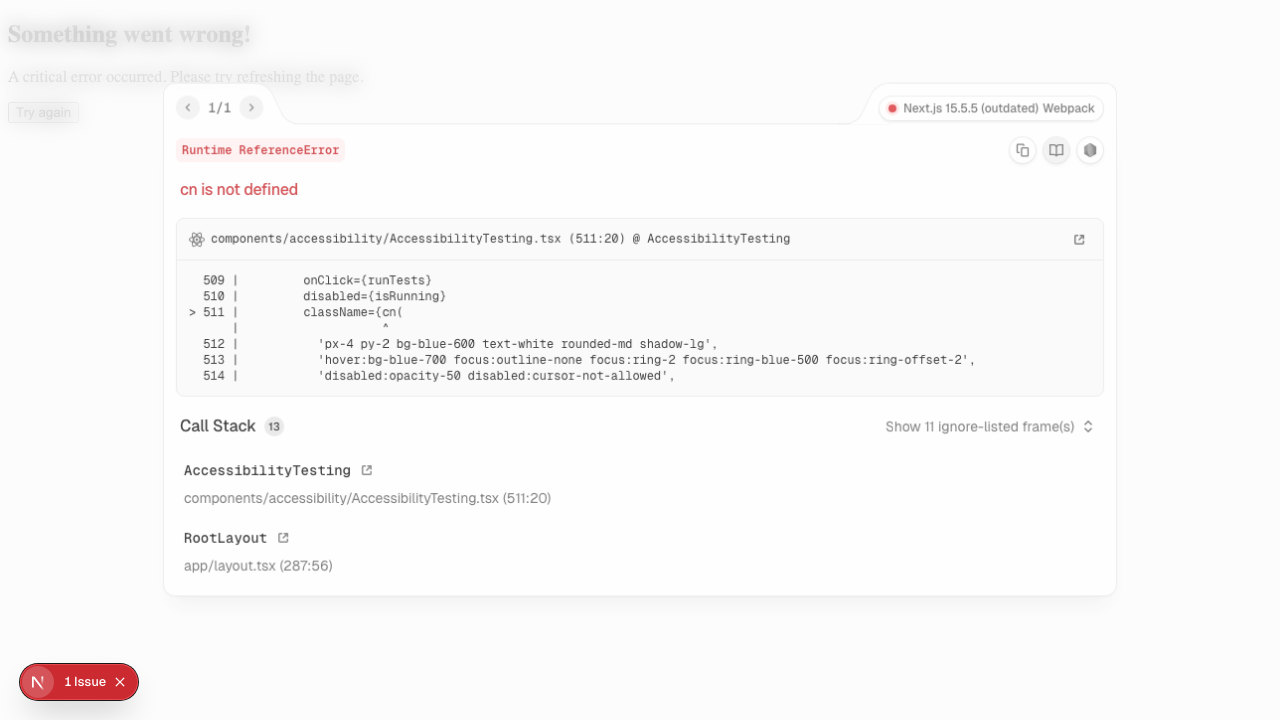 Something went wrong!
A critical error occurred. Please try refreshing the page.
Try again
1/1
Next.js 15.5.5 (outdated) Webpack
Runtime ReferenceError
cn is not defined
components/accessibility/AccessibilityTesting.tsx (511:20) @ AccessibilityTesting
509 |         onClick={runTests}
510 |         disabled={isRunning}
> 511 |         className={cn(
|                    ^
512 |           'px-4 py-2 bg-blue-600 text-white rounded-md shadow-lg',
513 |           'hover:bg-blue-700 focus:outline-none focus:ring-2 focus:ring-blue-500 focus:ring-offset-2',
514 |           'disabled:opacity-50 disabled:cursor-not-allowed',
Call Stack 13
Show 11 ignore-listed frame(s)
AccessibilityTesting
components/accessibility/AccessibilityTesting.tsx (511:20)
RootLayout
app/layout.tsx (287:56)
N 1 Issue